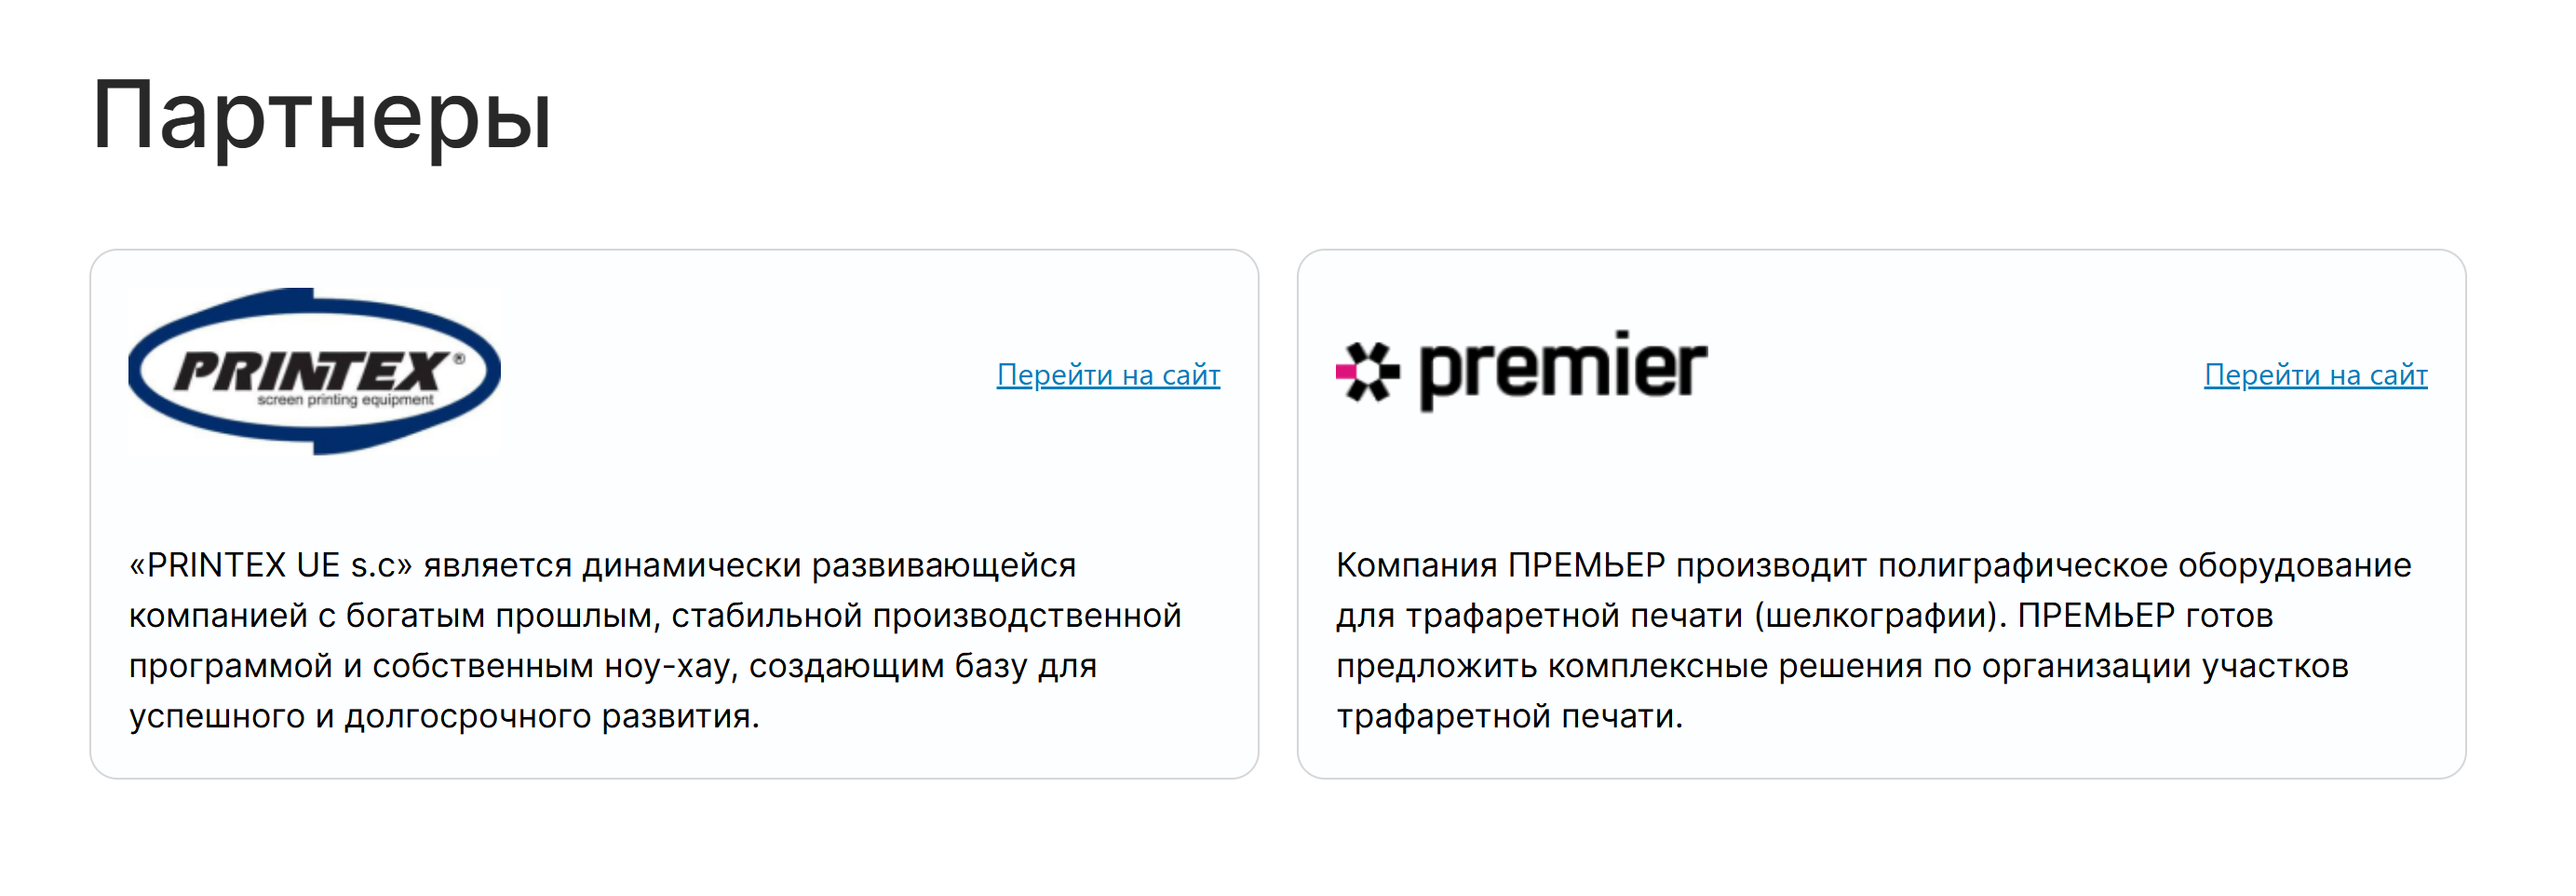 Партнеры
PRINTEX®
screen printing equipment
Перейти на сайт
«PRINTEX UE s.c» является динамически развивающейся
компанией с богатым прошлым, стабильной производственной
программой и собственным ноу-хау, создающим базу для
успешного и долгосрочного развития.
premier
Перейти на сайт
Компания ПРЕМЬЕР производит полиграфическое оборудование
для трафаретной печати (шелкографии). ПРЕМЬЕР готов
предложить комплексные решения по организации участков
трафаретной печати.